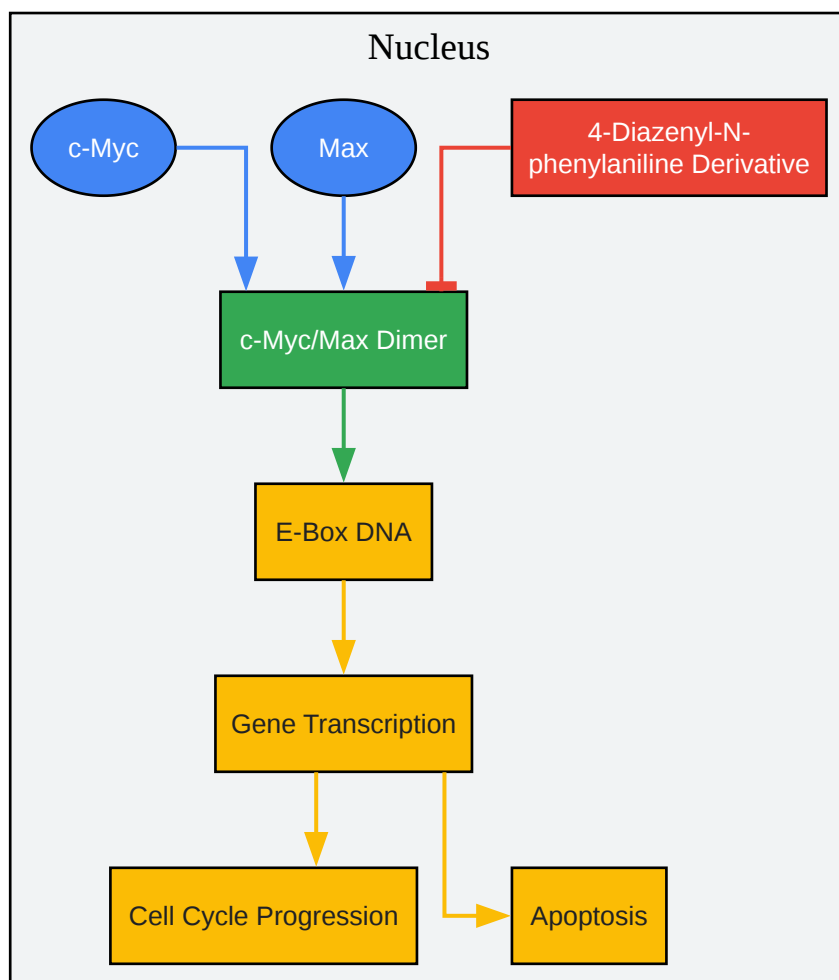 Nucleus
c-Myc
Max
4-Diazenyl-N-
phenylaniline Derivative
c-Myc/Max Dimer
E-Box DNA
Gene Transcription
Cell Cycle Progression
Apoptosis